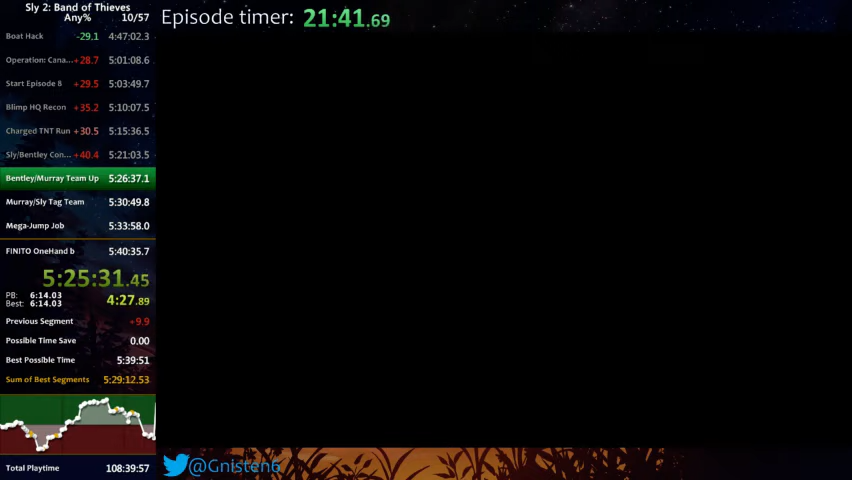 Sly 2: Band of Thieves
Any% 10/57
Episode timer: 21:41.69
Boat Hack -29.1 4:47:02.3
Operation: Cana... +28.7 5:01:08.6
Start Episode 8 +29.5 5:03:49.7
Blimp HQ Recon +35.2 5:10:07.5
Charged TNT Run +30.5 5:15:36.5
Sly/Bentley Con... +40.4 5:21:03.5
Bentley/Murray Team Up 5:26:37.1
Murray/Sly Tag Team 5:30:49.8
Mega-Jump Job 5:33:58.0
FINITO OneHand b 5:40:35.7
5:25:31.45
PB: 6:14.03
Best: 6:14.03
4:27.89
Previous Segment +9.9
Possible Time Save 0.00
Best Possible Time 5:39:51
Sum of Best Segments 5:29:12.53
Total Playtime 108:39:57
@Gnisten6